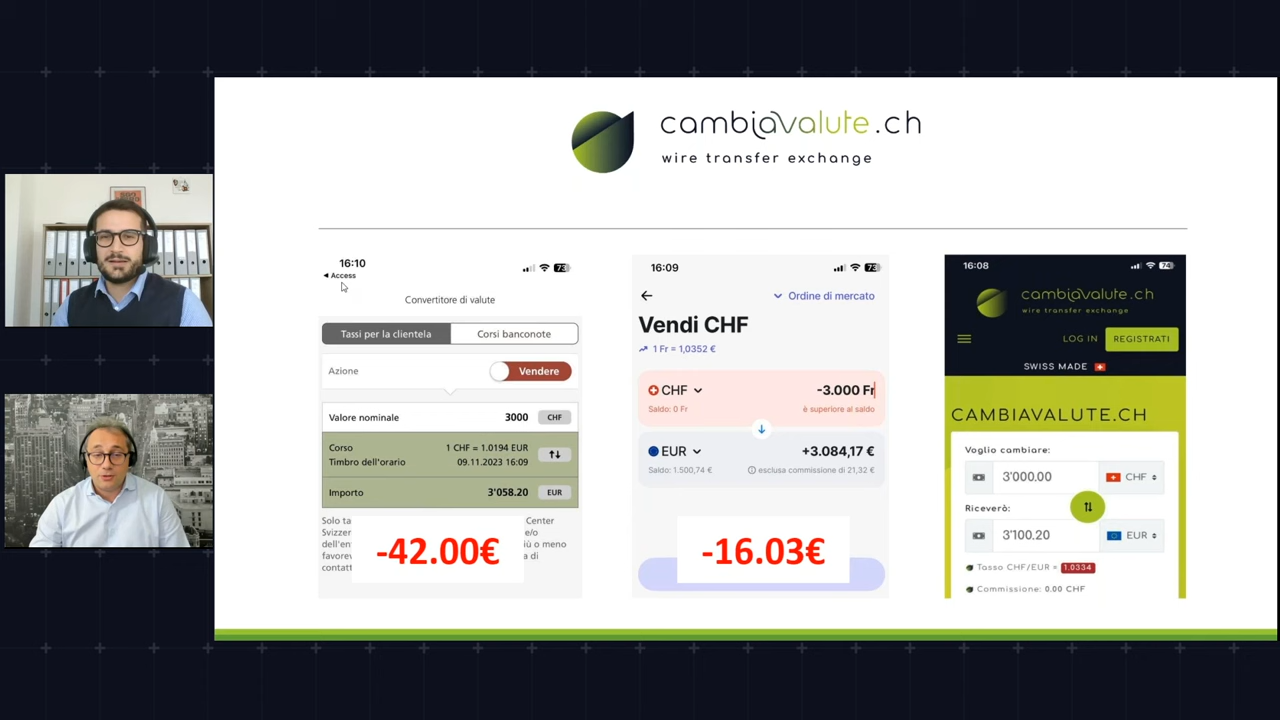 cambiavalute.ch
wire transfer exchange
16:10
73
◀ Access
Convertitore di valute
Tassi per la clientela
Corsi banconote
Azione
Vendere
Valore nominale
3000
CHF
Corso
1 CHF = 1.0194 EUR
Timbro dell'orario
09.11.2023 16:09
Importo
3'058.20
EUR
Solo ta
Center
Svizzer
e/o
dell'en
iù o meno
favorev
a di
contatt
-42.00€
16:09
73
Ordine di mercato
Vendi CHF
1 Fr = 1,0352 €
CHF
-3.000 Fr
Saldo: 0 Fr
è superiore al saldo
EUR
+3.084,17 €
Saldo: 1.500,74 €
esclusa commissione di 21,32 €
-16.03€
16:08
74
cambiavalute.ch
wire transfer exchange
LOG IN
REGISTRATI
SWISS MADE
CAMBIAVALUTE.CH
Voglio cambiare:
3'000.00
CHF
Riceverò:
3'100.20
EUR
Tasso CHF/EUR = 1.0334
Commissione: 0.00 CHF